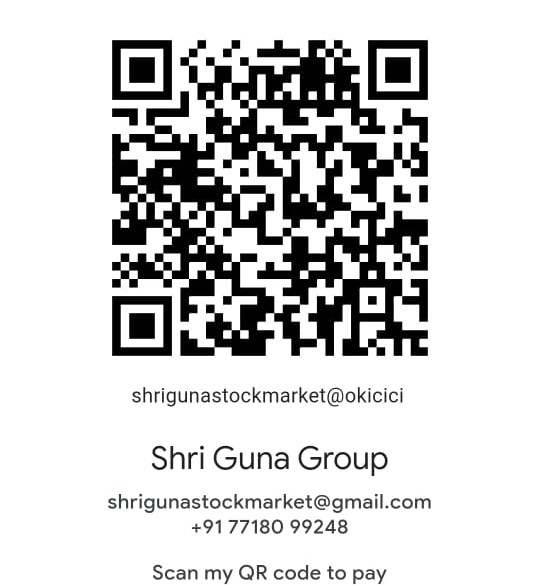 shrigunastockmarket@okicici
Shri Guna Group
shrigunastockmarket@gmail.com
+91 77180 99248
Scan my QR code to pay